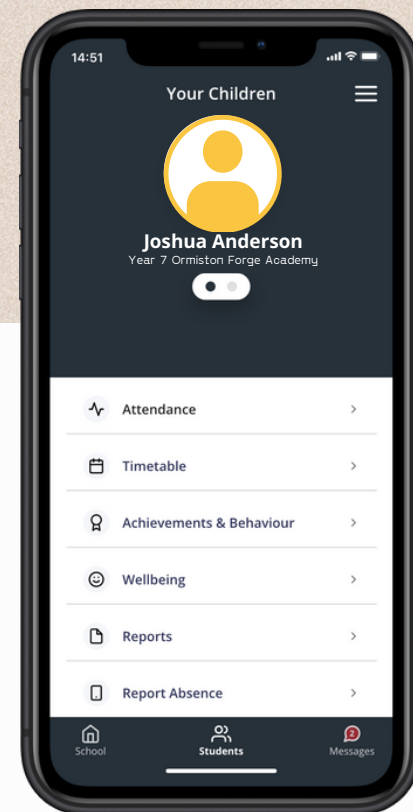 14:51
Your Children
Joshua Anderson
Year 7 Ormiston Forge Academy
Attendance
Timetable
Achievements & Behaviour
Wellbeing
Reports
Report Absence
2
School
Students
Messages